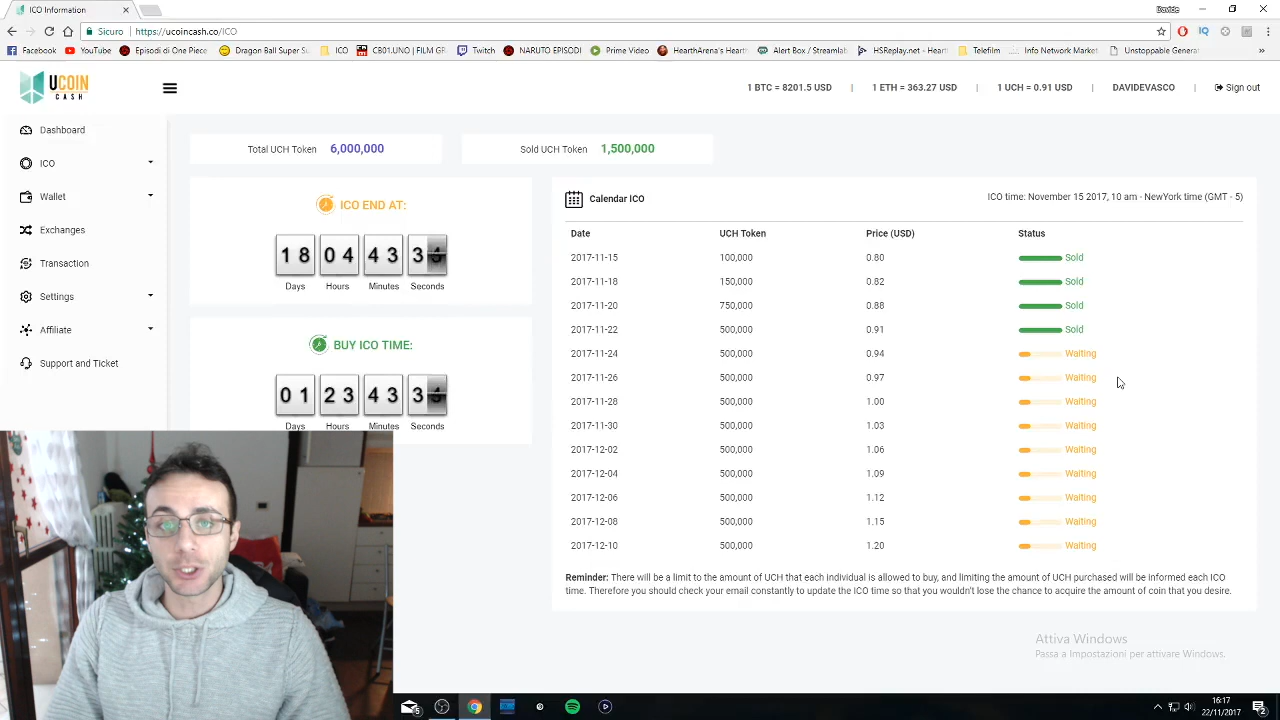 ICO Information
Davide
Sicuro
https://ucoincash.co/ICO
Facebook
YouTube
Episodi di One Piece
Dragon Ball Super Su
ICO
CB01.UNO | FILM GR
Twitch
NARUTO EPISODI
Prime Video
HearthArena's Hearth
Alert Box / Streamlab
HSReplay.net - Hearth
Telefilm
Info Network Market
Unstoppable Generat
UCOIN
CASH
1 BTC = 8201.5 USD | 1 ETH = 363.27 USD | 1 UCH = 0.91 USD | DAVIDEVASCO | Sign out
Dashboard
ICO
Wallet
Exchanges
Transaction
Settings
Affiliate
Support and Ticket
Total UCH Token 6,000,000
Sold UCH Token 1,500,000
ICO END AT:
18 04 43
Days Hours Minutes Seconds
BUY ICO TIME:
01 23 43
Days Hours Minutes Seconds
Calendar ICO
ICO time: November 15 2017, 10 am - NewYork time (GMT - 5)
Date UCH Token Price (USD) Status
2017-11-15 100,000 0.80 Sold
2017-11-18 150,000 0.82 Sold
2017-11-20 750,000 0.88 Sold
2017-11-22 500,000 0.91 Sold
2017-11-24 500,000 0.94 Waiting
2017-11-26 500,000 0.97 Waiting
2017-11-28 500,000 1.00 Waiting
2017-11-30 500,000 1.03 Waiting
2017-12-02 500,000 1.06 Waiting
2017-12-04 500,000 1.09 Waiting
2017-12-06 500,000 1.12 Waiting
2017-12-08 500,000 1.15 Waiting
2017-12-10 500,000 1.20 Waiting
Reminder: There will be a limit to the amount of UCH that each individual is allowed to buy, and limiting the amount of UCH purchased will be informed each ICO
time. Therefore you should check your email constantly to update the ICO time so that you wouldn't lose the chance to acquire the amount of coin that you desire.
Attiva Windows
Passa a Impostazioni per attivare Windows.
16:17
22/11/2017